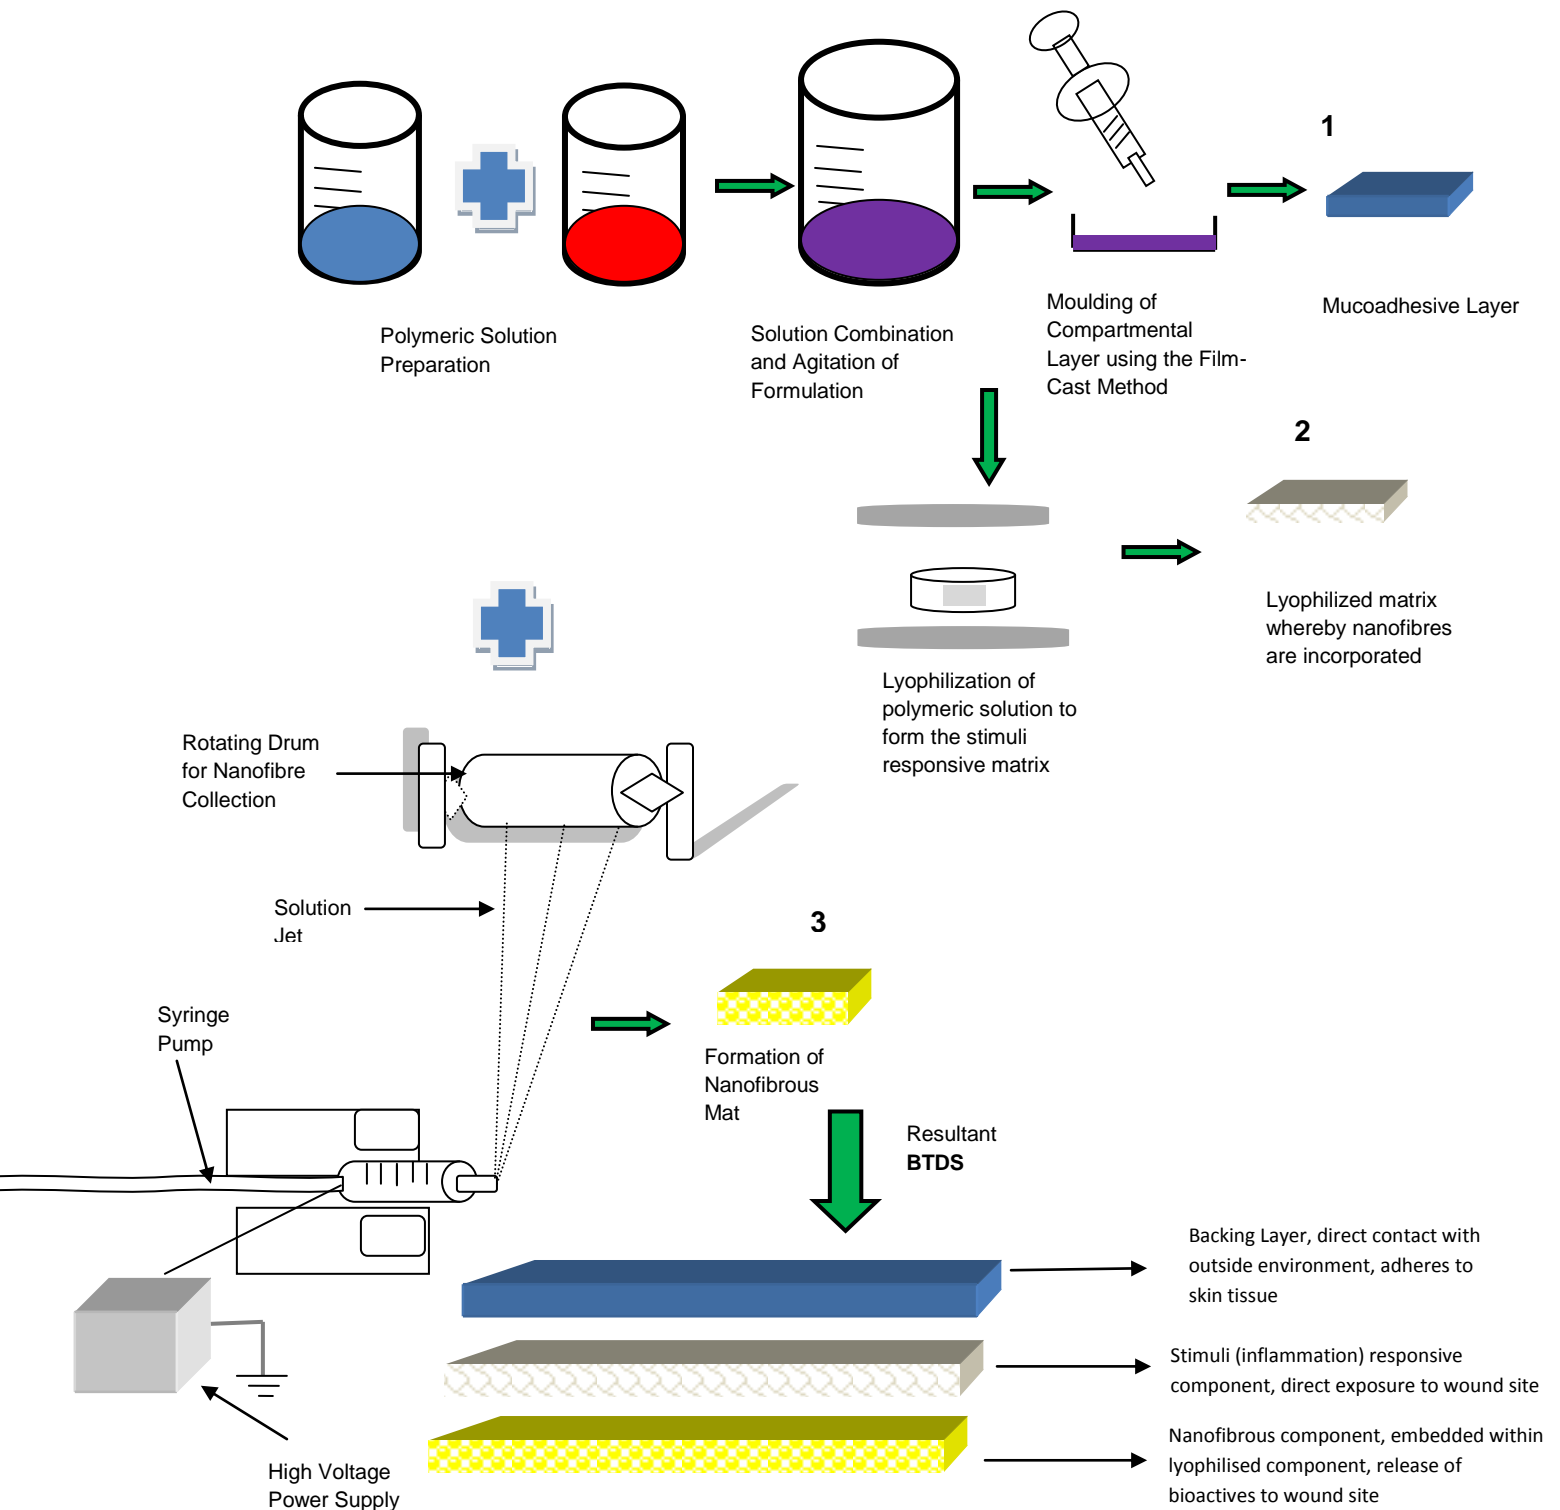 1
Polymeric Solution
Preparation
Solution Combination
and Agitation of
Formulation
Moulding of
Compartmental
Layer using the Film-
Cast Method
Mucoadhesive Layer
2
Lyophilized matrix
whereby nanofibres
are incorporated
Lyophilization of
polymeric solution to
form the stimuli
responsive matrix
Rotating Drum
for Nanofibre
Collection
Solution
Jet
3
Syringe
Pump
Formation of
Nanofibrous
Mat
Resultant
BTDS
Backing Layer, direct contact with
outside environment, adheres to
skin tissue
Stimuli (inflammation) responsive
component, direct exposure to wound site
Nanofibrous component, embedded within
lyophilised component, release of
bioactives to wound site
High Voltage
Power Supply